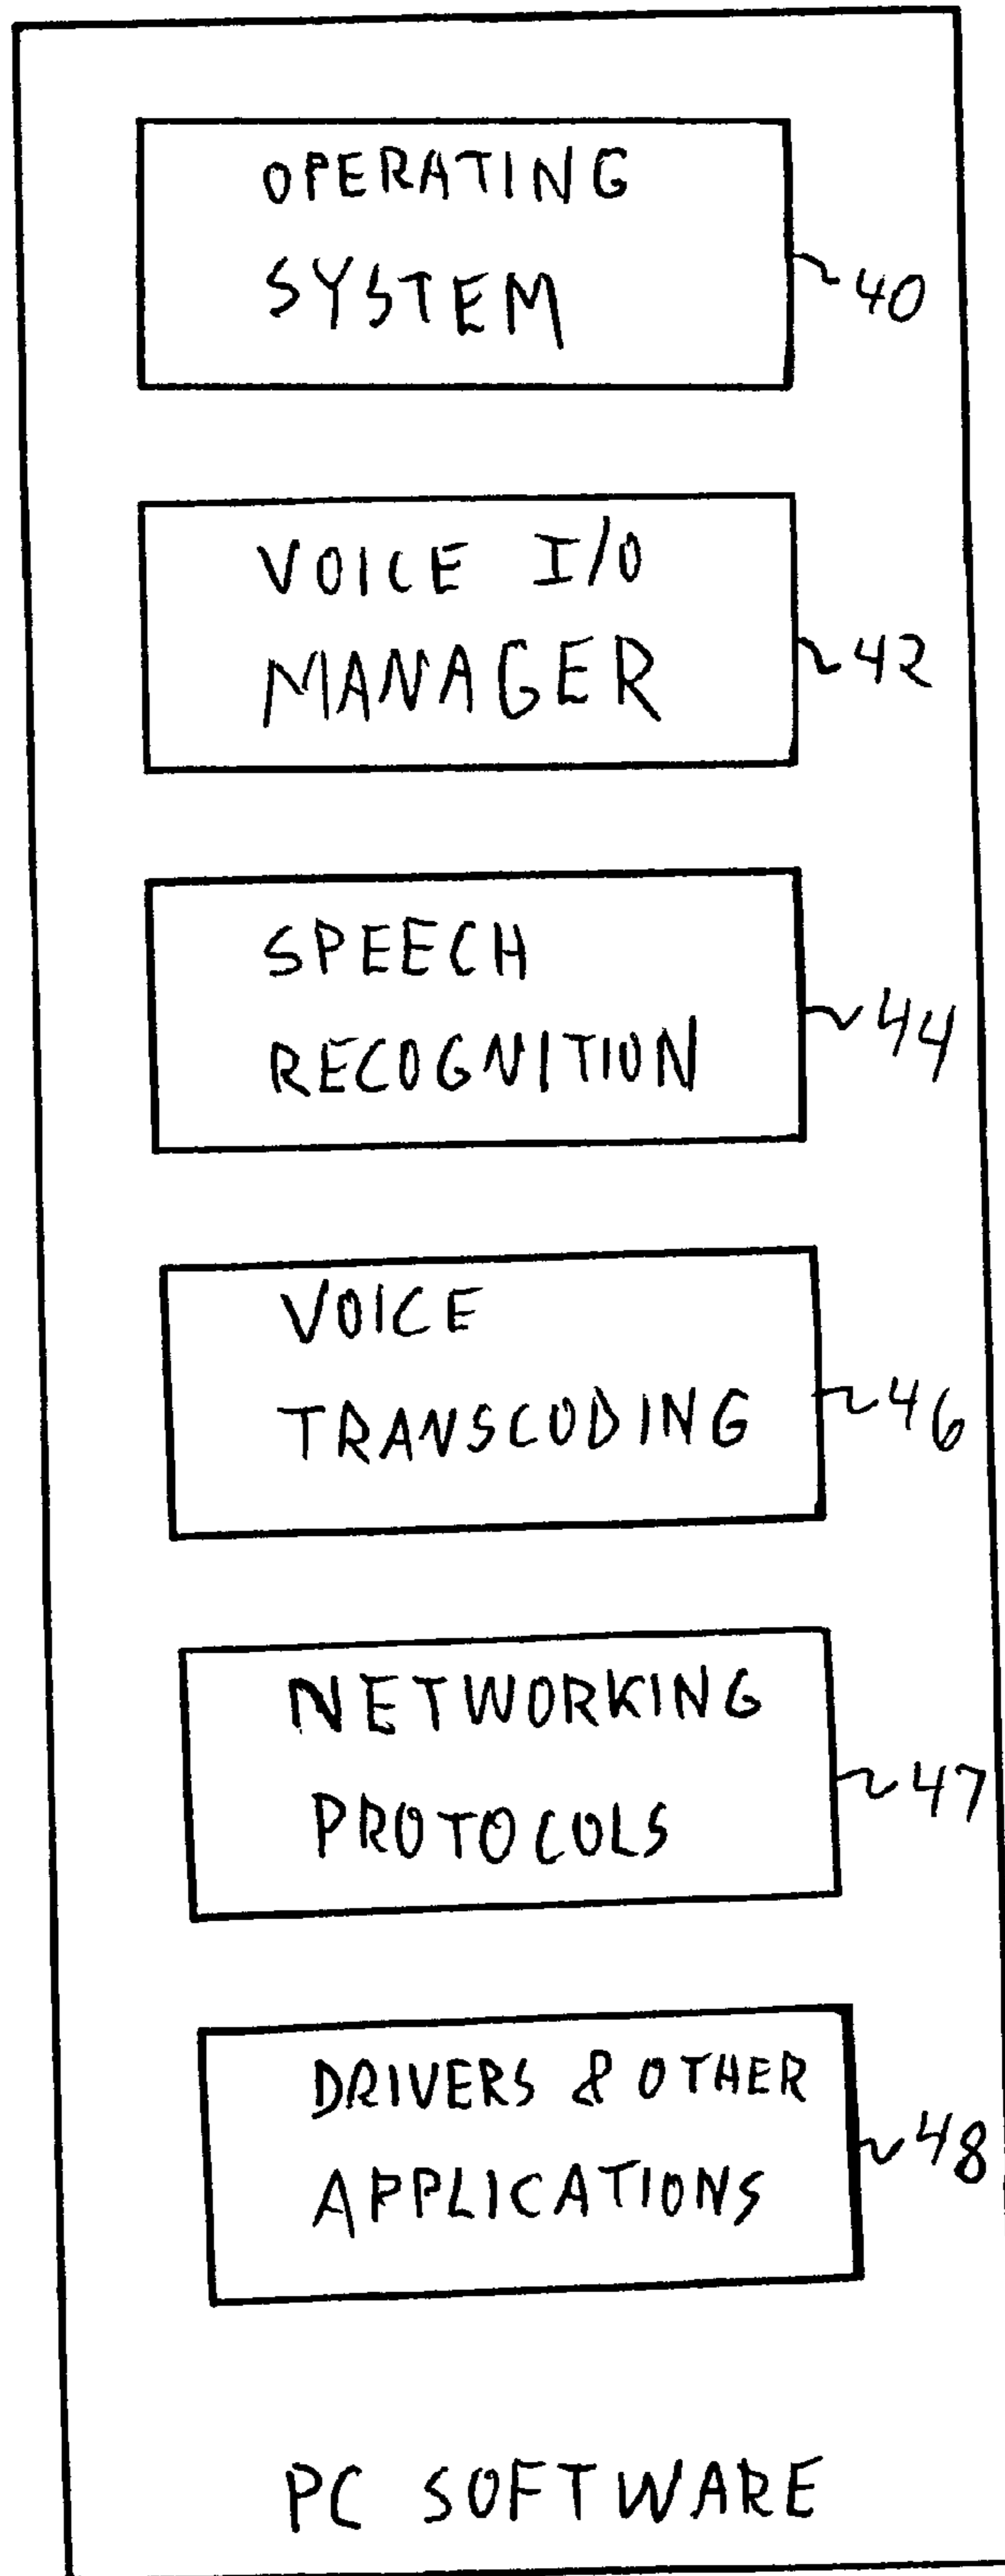 OPERATING
SYSTEM
40
VOICE I/O
MANAGER
42
SPEECH
RECOGNITION
44
VOICE
TRANSCODING
46
NETWORKING
PROTOCOLS
47
DRIVERS & OTHER
APPLICATIONS
48
PC SOFTWARE